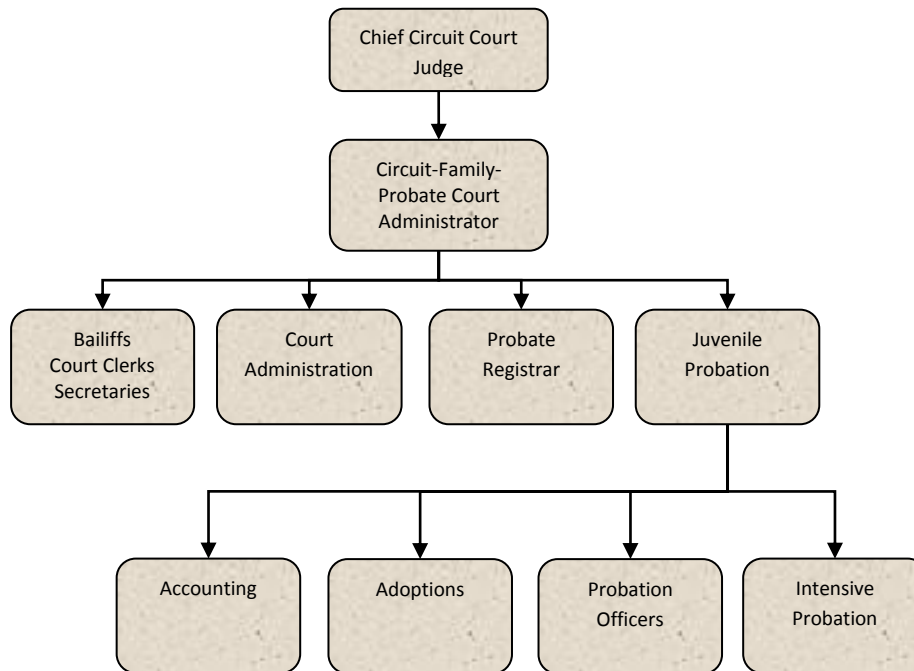 Chief Circuit Court
Judge
Circuit-Family-
Probate Court
Administrator
Bailiffs
Court Clerks
Secretaries
Court
Administration
Probate
Registrar
Juvenile
Probation
Accounting
Adoptions
Probation
Officers
Intensive
Probation